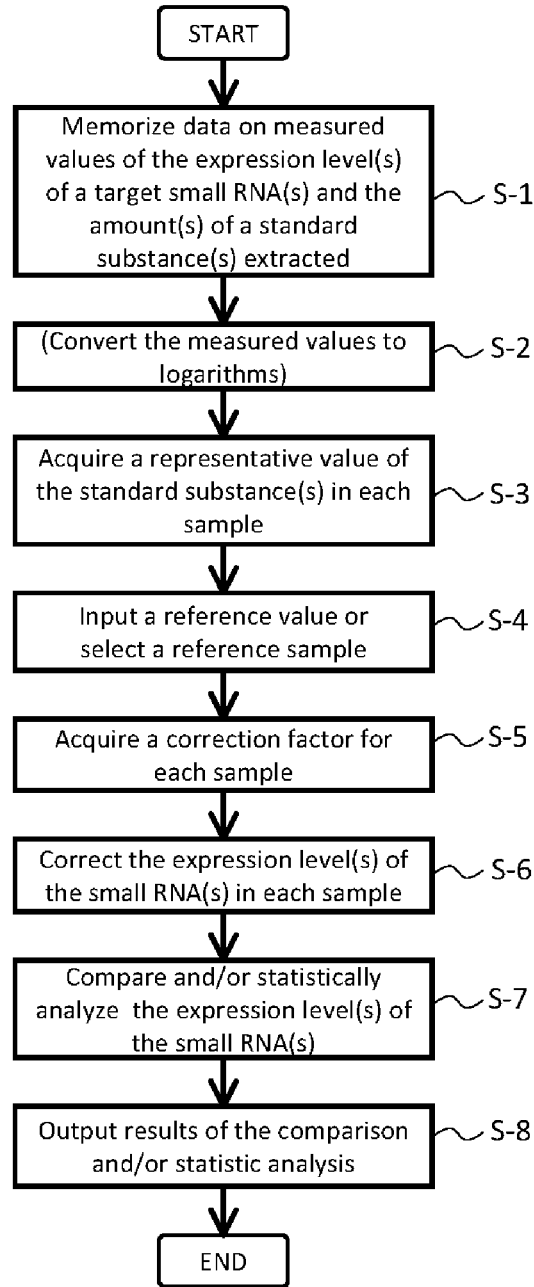 START
Memorize data on measured
values of the expression level(s)
of a target small RNA(s) and the
amount(s) of a standard
substance(s) extracted
S-1
(Convert the measured values to
logarithms)
S-2
Acquire a representative value of
the standard substance(s) in each
sample
S-3
Input a reference value or
select a reference sample
S-4
Acquire a correction factor for
each sample
S-5
Correct the expression level(s) of
the small RNA(s) in each sample
S-6
Compare and/or statistically
analyze the expression level(s) of
the small RNA(s)
S-7
Output results of the comparison
and/or statistic analysis
S-8
END